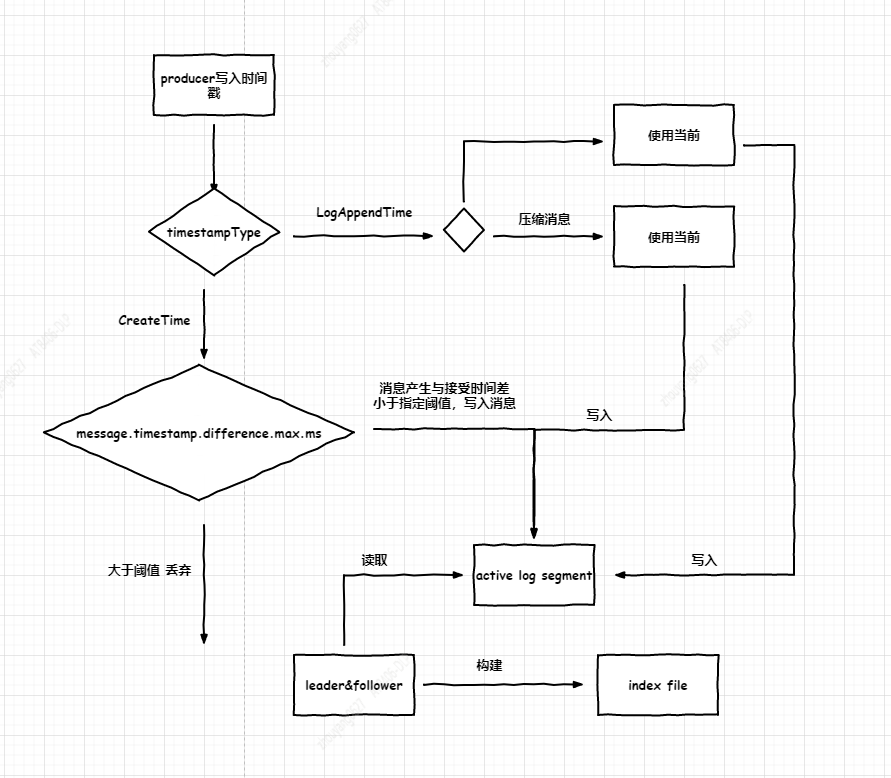 producer写入时间
戳
使用当前
timestampType
LogAppendTime
压缩消息
使用当前
CreateTime
消息产生与接受时间差
小于指定阈值，写入消息
写入
message.timestamp.difference.max.ms
大于阈值 丢弃
读取
active log segment
写入
leader&follower
构建
index file